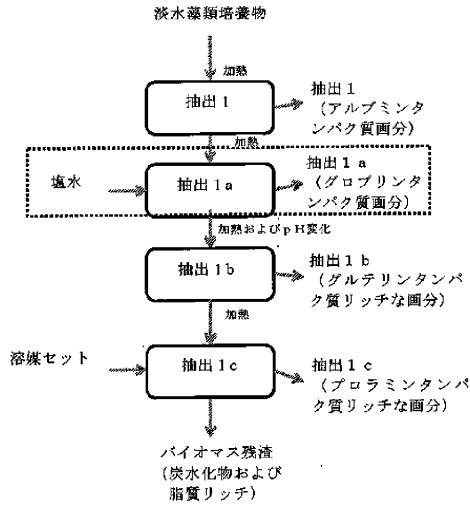 淡水藻類培養物
加熱
抽出1
抽出1
(アルブミンタ
ンパク質画分)
加熱
塩水
抽出1a
抽出1a
(グロブリンタ
ンパク質画分)
加熱およびpH変化
抽出1b
抽出1b
(グルテリンタンパ
ク質リッチな画分)
加熱
溶媒セット
抽出1c
抽出1c
(プロラミンタンパ
ク質リッチな画分)
バイオマス残渣
(炭水化物および
脂質リッチ)